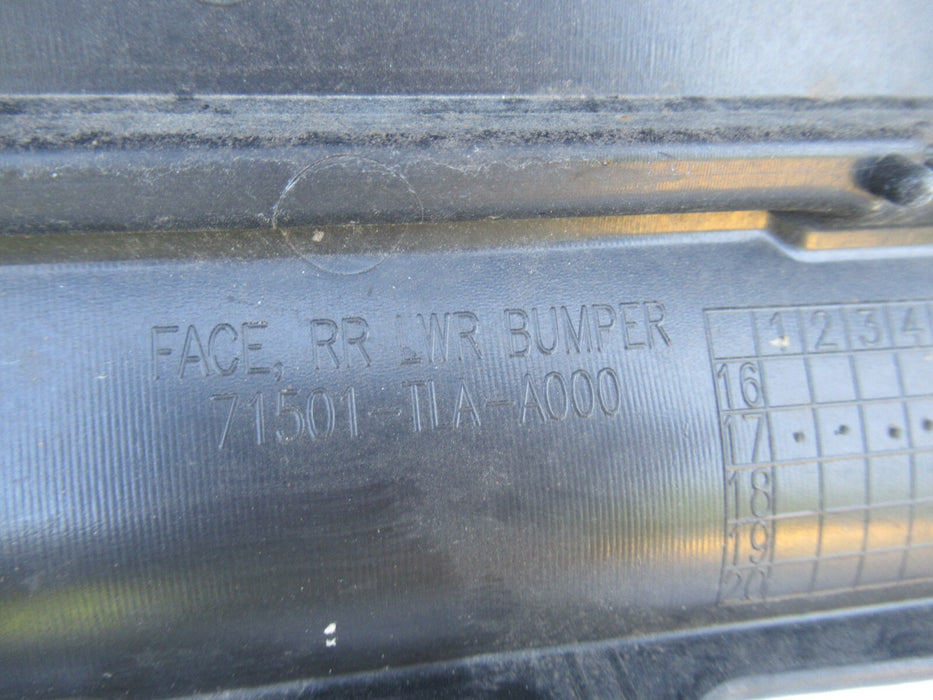 FACE, RR LWR BUMPER
71501-TLA-A000
1 2 3 4
16
17
18
19
20